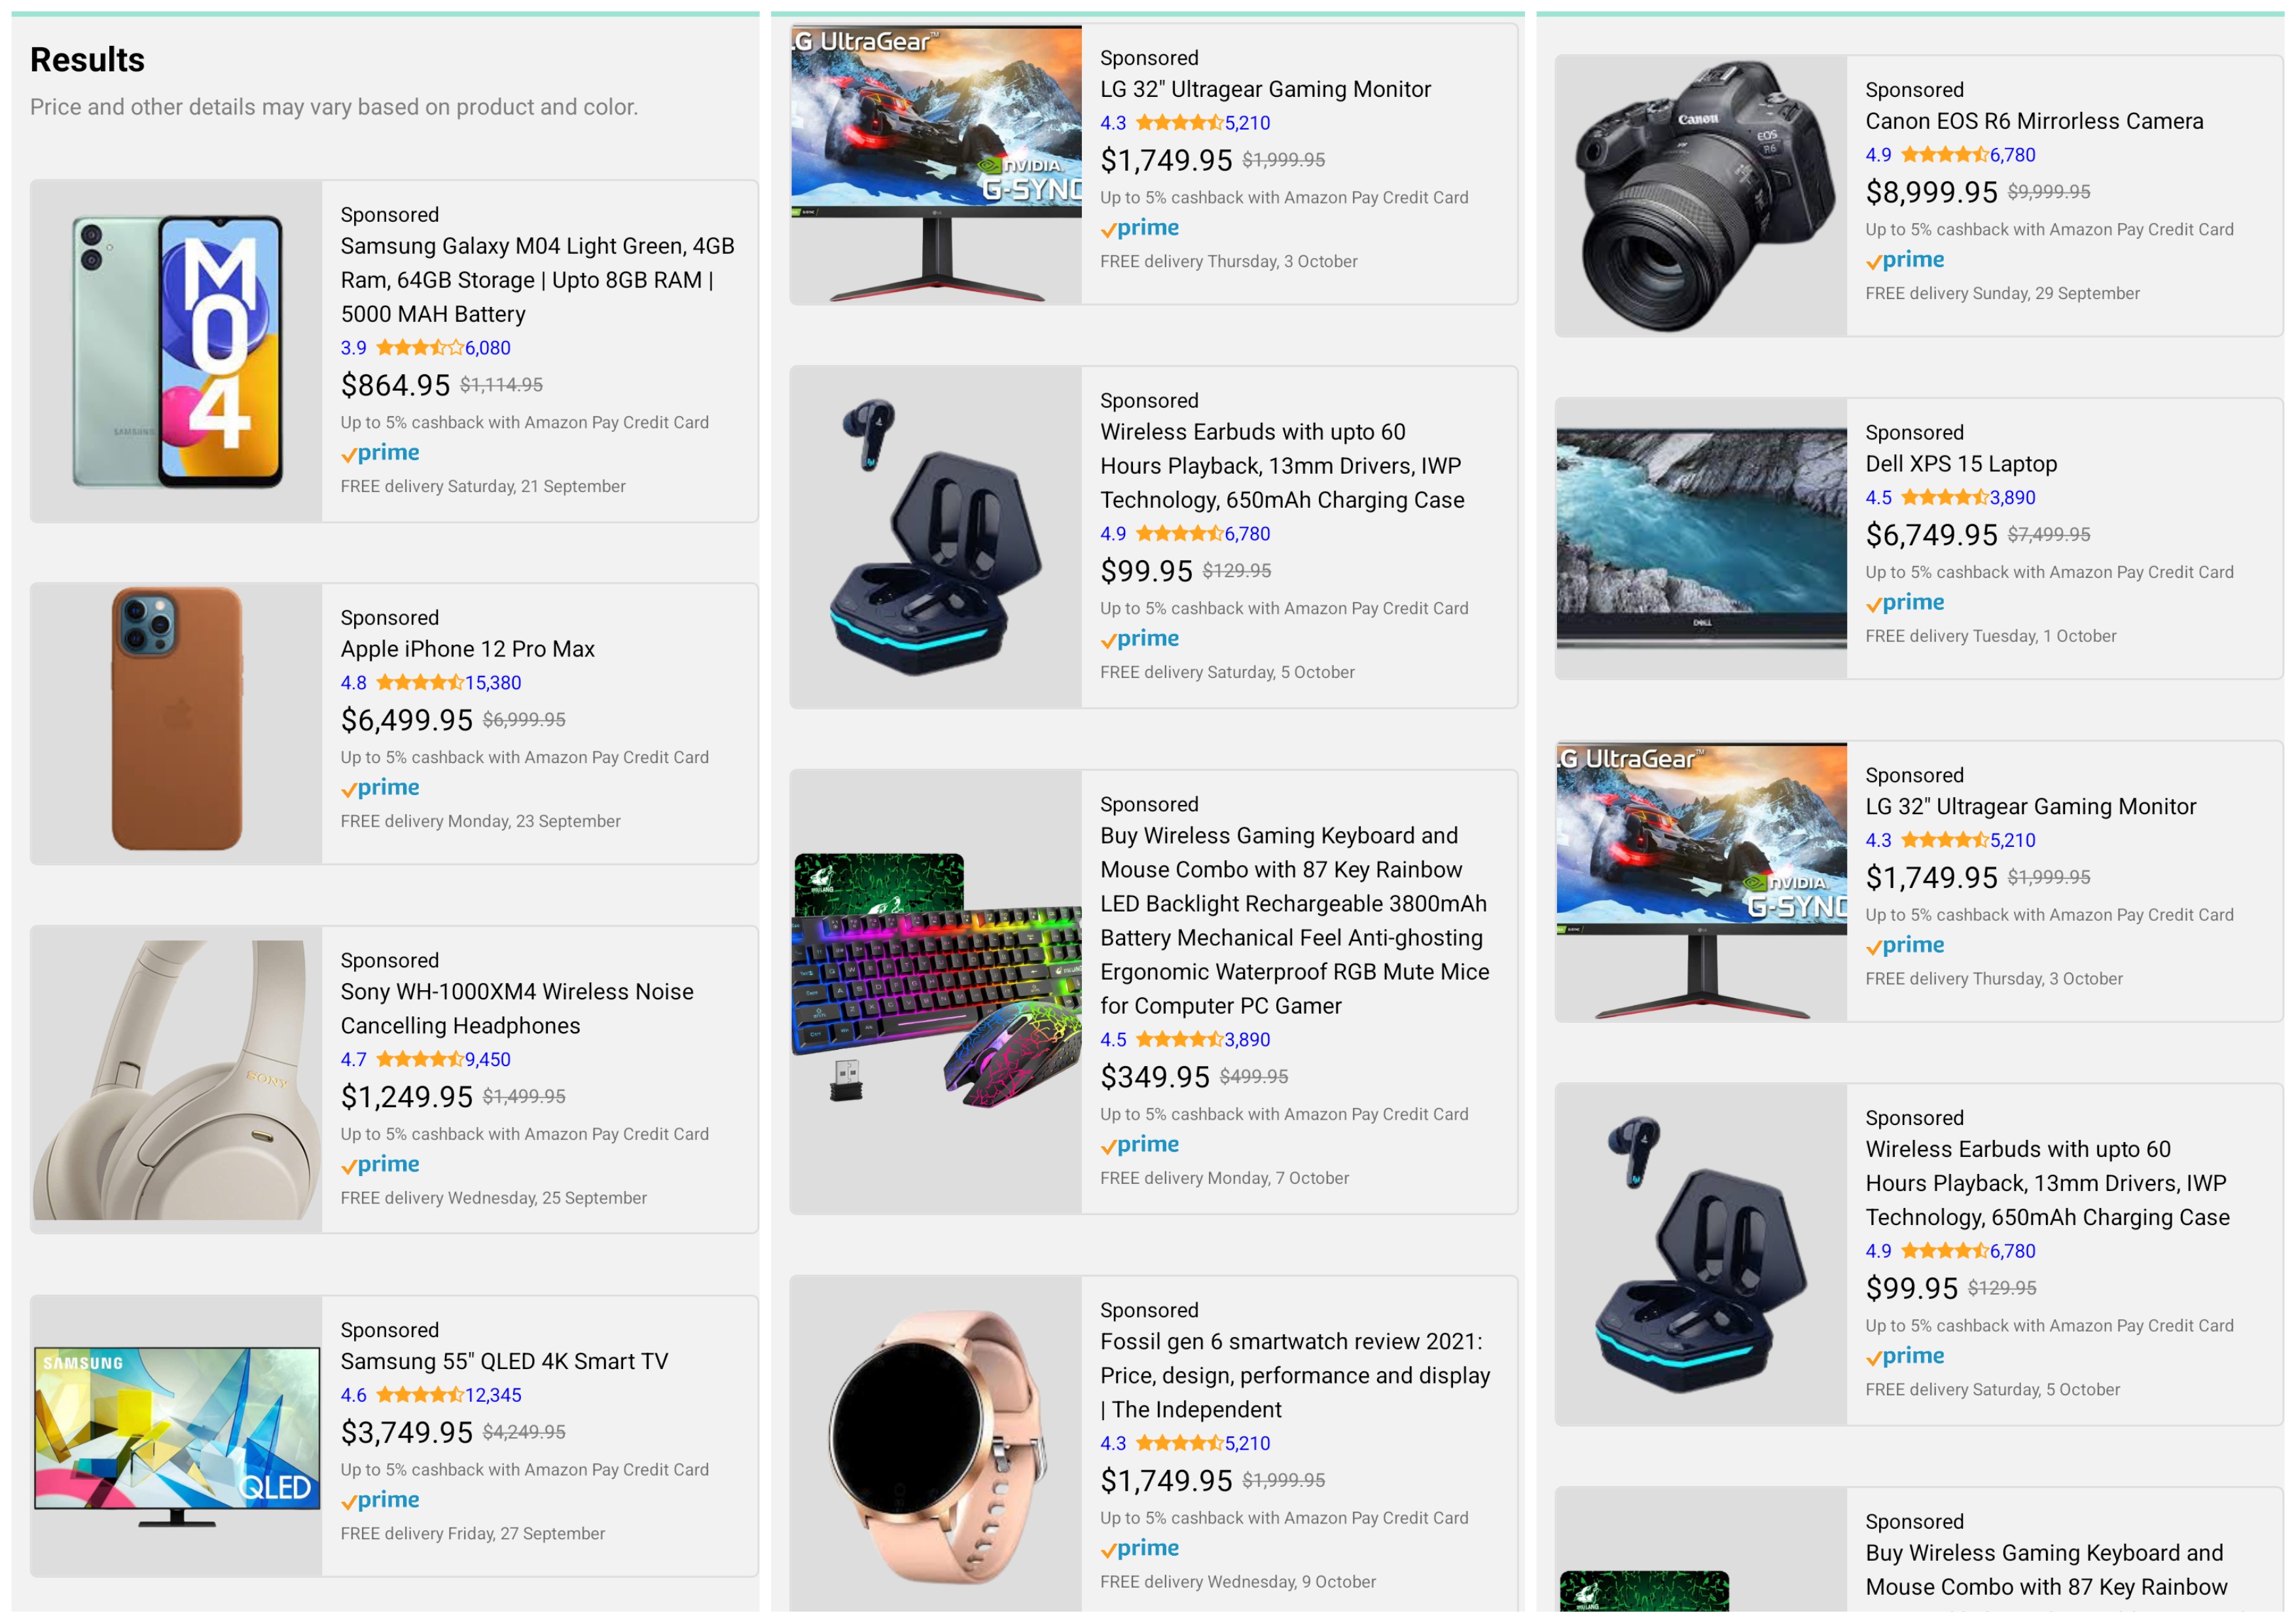 Results
Price and other details may vary based on product and color.
M
0
4
SAMSUNG
Sponsored
Samsung Galaxy M04 Light Green, 4GB
Ram, 64GB Storage | Upto 8GB RAM |
5000 MAH Battery
3.9 6,080
$864.95 $1,114.95
Up to 5% cashback with Amazon Pay Credit Card
prime
FREE delivery Saturday, 21 September
Sponsored
Apple iPhone 12 Pro Max
4.8 15,380
$6,499.95 $6,999.95
Up to 5% cashback with Amazon Pay Credit Card
prime
FREE delivery Monday, 23 September
SONY
Sponsored
Sony WH-1000XM4 Wireless Noise
Cancelling Headphones
4.7 9,450
$1,249.95 $1,499.95
Up to 5% cashback with Amazon Pay Credit Card
prime
FREE delivery Wednesday, 25 September
SAMSUNG
QLED
Sponsored
Samsung 55" QLED 4K Smart TV
4.6 12,345
$3,749.95 $4,249.95
Up to 5% cashback with Amazon Pay Credit Card
prime
FREE delivery Friday, 27 September
LG UltraGear™
NVIDIA
G-SYNC
Sponsored
LG 32" Ultragear Gaming Monitor
4.3 5,210
$1,749.95 $1,999.95
Up to 5% cashback with Amazon Pay Credit Card
prime
FREE delivery Thursday, 3 October
Sponsored
Wireless Earbuds with upto 60
Hours Playback, 13mm Drivers, IWP
Technology, 650mAh Charging Case
4.9 6,780
$99.95 $129.95
Up to 5% cashback with Amazon Pay Credit Card
prime
FREE delivery Saturday, 5 October
Sponsored
Buy Wireless Gaming Keyboard and
Mouse Combo with 87 Key Rainbow
LED Backlight Rechargeable 3800mAh
Battery Mechanical Feel Anti-ghosting
Ergonomic Waterproof RGB Mute Mice
for Computer PC Gamer
4.5 3,890
$349.95 $499.95
Up to 5% cashback with Amazon Pay Credit Card
prime
FREE delivery Monday, 7 October
Sponsored
Fossil gen 6 smartwatch review 2021:
Price, design, performance and display
| The Independent
4.3 5,210
$1,749.95 $1,999.95
Up to 5% cashback with Amazon Pay Credit Card
prime
FREE delivery Wednesday, 9 October
Canon
EOS
R6
Sponsored
Canon EOS R6 Mirrorless Camera
4.9 6,780
$8,999.95 $9,999.95
Up to 5% cashback with Amazon Pay Credit Card
prime
FREE delivery Sunday, 29 September
DELL
Sponsored
Dell XPS 15 Laptop
4.5 3,890
$6,749.95 $7,499.95
Up to 5% cashback with Amazon Pay Credit Card
prime
FREE delivery Tuesday, 1 October
LG UltraGear™
NVIDIA
G-SYNC
Sponsored
LG 32" Ultragear Gaming Monitor
4.3 5,210
$1,749.95 $1,999.95
Up to 5% cashback with Amazon Pay Credit Card
prime
FREE delivery Thursday, 3 October
Sponsored
Wireless Earbuds with upto 60
Hours Playback, 13mm Drivers, IWP
Technology, 650mAh Charging Case
4.9 6,780
$99.95 $129.95
Up to 5% cashback with Amazon Pay Credit Card
prime
FREE delivery Saturday, 5 October
Sponsored
Buy Wireless Gaming Keyboard and
Mouse Combo with 87 Key Rainbow